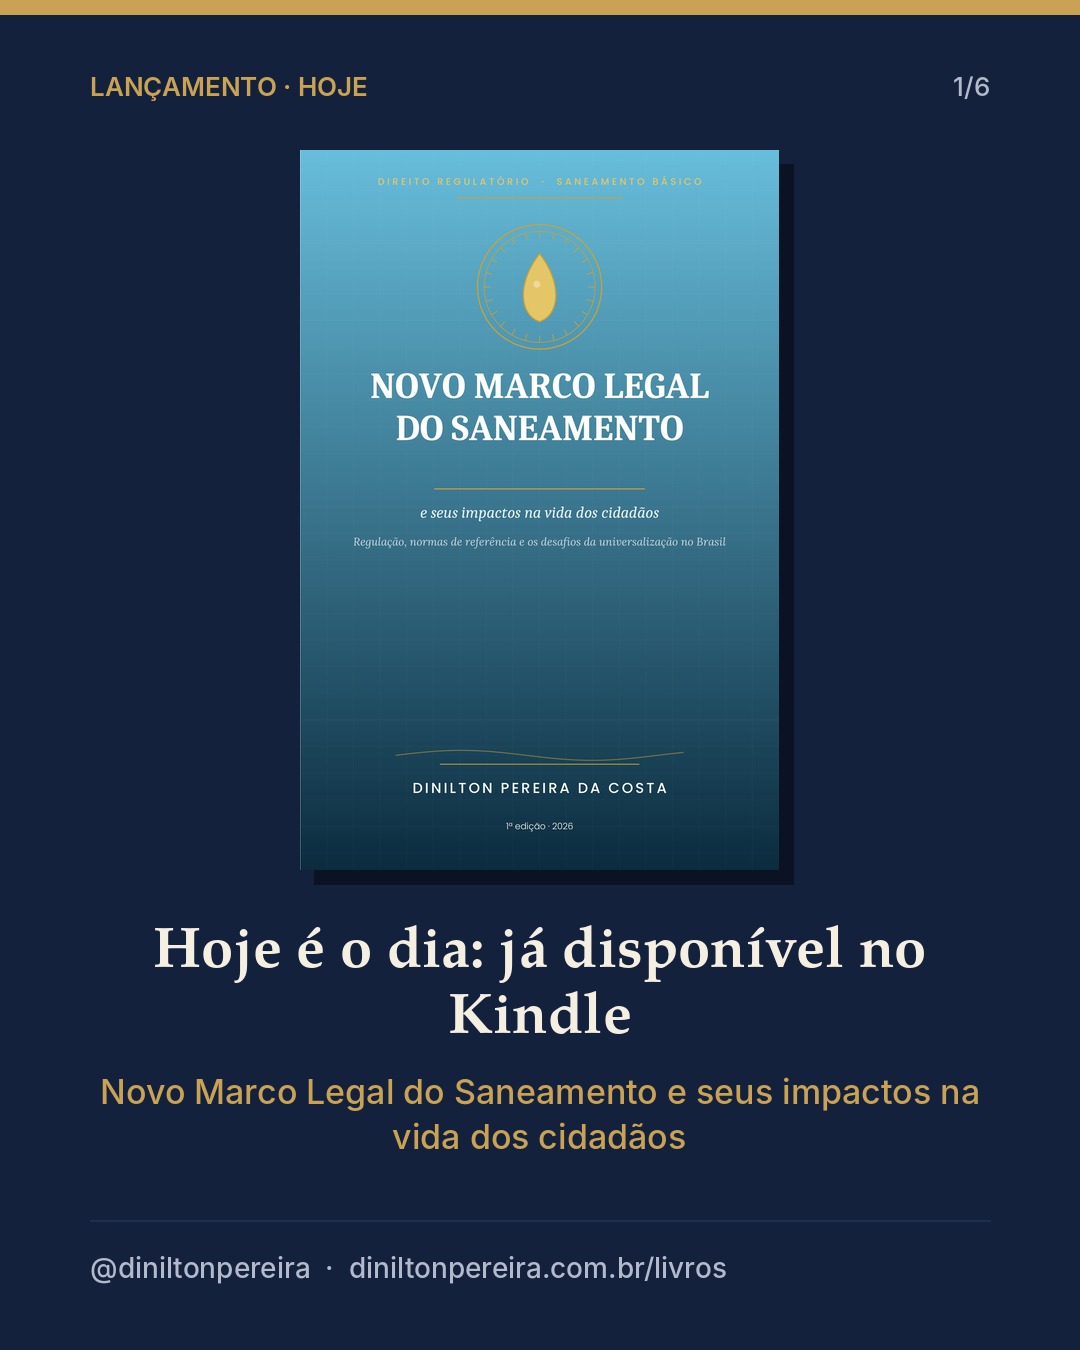 LANÇAMENTO · HOJE
1/6
DIREITO REGULATÓRIO · SANEAMENTO BÁSICO
NOVO MARCO LEGAL
DO SANEAMENTO
e seus impactos na vida dos cidadãos
Regulação, normas de referência e os desafios da universalização no Brasil
DINILTON PEREIRA DA COSTA
1ª edição · 2026
Hoje é o dia: já disponível no
Kindle
Novo Marco Legal do Saneamento e seus impactos na
vida dos cidadãos
@diniltonpereira · diniltonpereira.com.br/livros